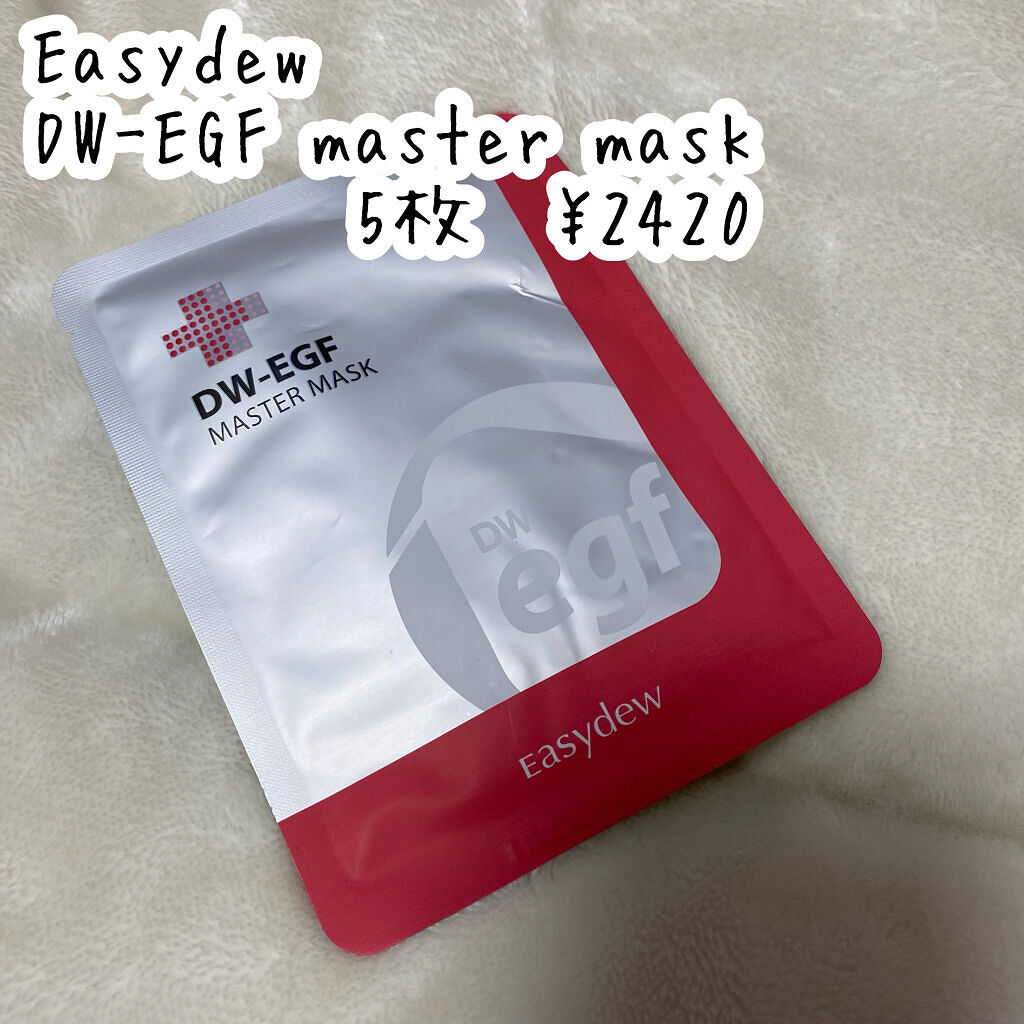 Easydew
DW-EGF master mask
5枚 ¥2420
DW-EGF
MASTER MASK
DW
egf
Easydew